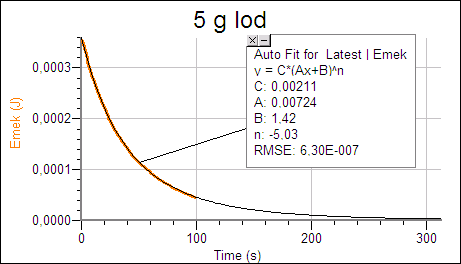 5 g lod
Auto Fit for Latest | Emek
y = C*(Ax+B)^n
C: 0,00211
A: 0,00724
B: 1,42
n: -5,03
RMSE: 6,30E-007
Emek (J)
0,0003
0,0002
0,0001
0,0000
0 100 200 300
Time (s)